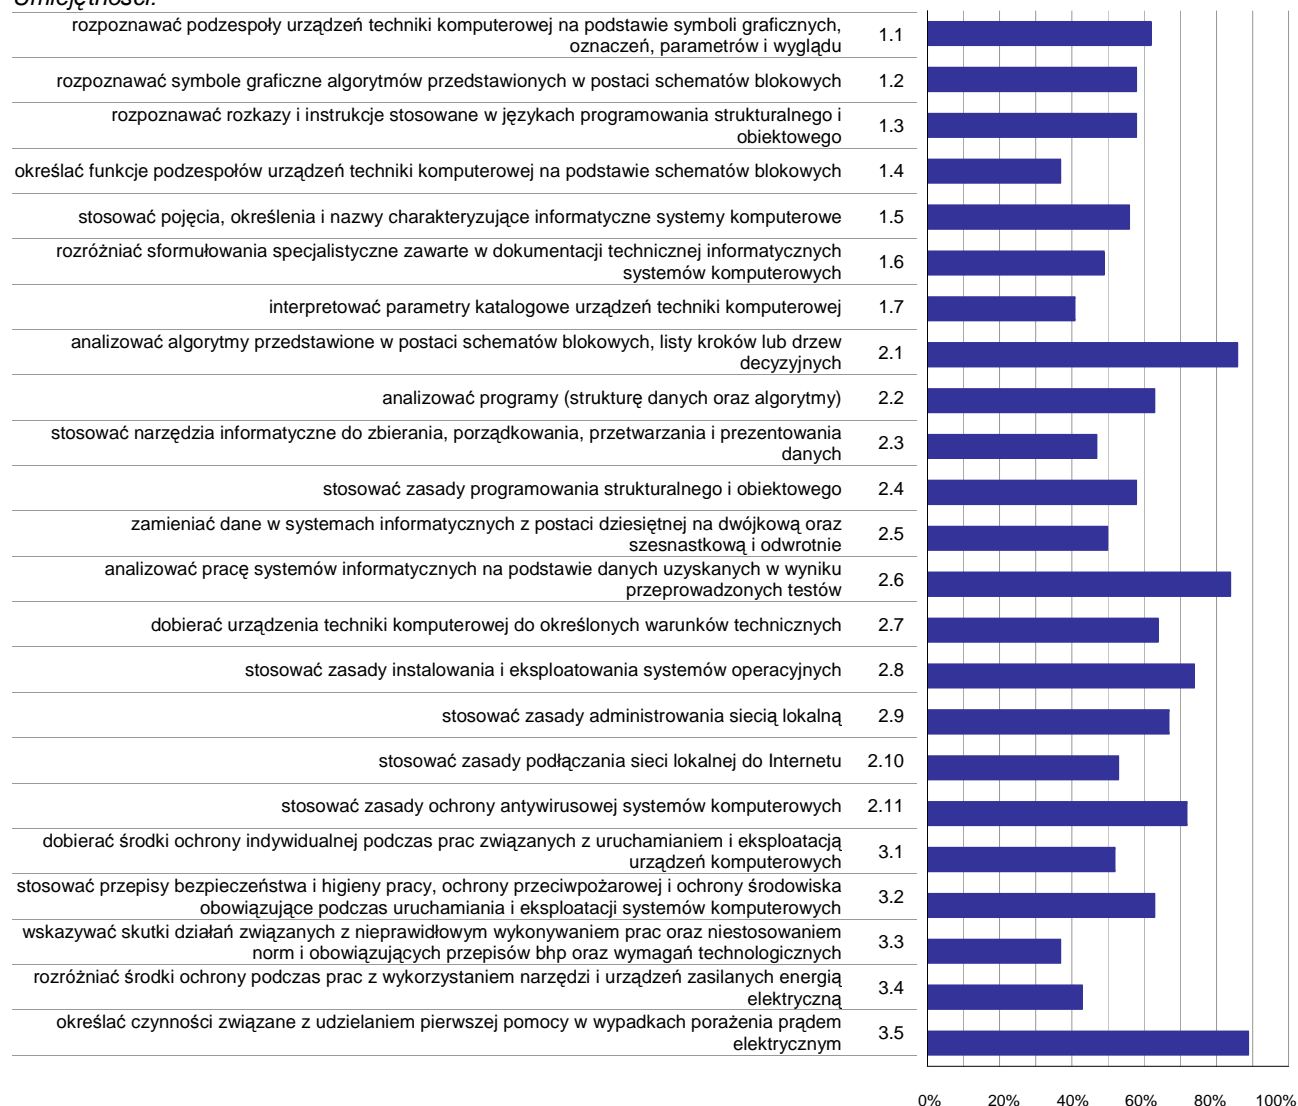 Umiejętności:
rozpoznawać podzespoły urządzeń techniki komputerowej na podstawie symboli graficznych,
oznaczeń, parametrów i wyglądu
1.1
rozpoznawać symbole graficzne algorytmów przedstawionych w postaci schematów blokowych
1.2
rozpoznawać rozkazy i instrukcje stosowane w językach programowania strukturalnego i
obiektowego
1.3
określać funkcje podzespołów urządzeń techniki komputerowej na podstawie schematów blokowych
1.4
stosować pojęcia, określenia i nazwy charakteryzujące informatyczne systemy komputerowe
1.5
rozróżniać sformułowania specjalistyczne zawarte w dokumentacji technicznej informatycznych
systemów komputerowych
1.6
interpretować parametry katalogowe urządzeń techniki komputerowej
1.7
analizować algorytmy przedstawione w postaci schematów blokowych, listy kroków lub drzew
decyzyjnych
2.1
analizować programy (strukturę danych oraz algorytmy)
2.2
stosować narzędzia informatyczne do zbierania, porządkowania, przetwarzania i prezentowania
danych
2.3
stosować zasady programowania strukturalnego i obiektowego
2.4
zamieniać dane w systemach informatycznych z postaci dziesiętnej na dwójkową oraz
szesnastkową i odwrotnie
2.5
analizować pracę systemów informatycznych na podstawie danych uzyskanych w wyniku
przeprowadzonych testów
2.6
dobierać urządzenia techniki komputerowej do określonych warunków technicznych
2.7
stosować zasady instalowania i eksploatowania systemów operacyjnych
2.8
stosować zasady administrowania siecią lokalną
2.9
stosować zasady podłączania sieci lokalnej do Internetu
2.10
stosować zasady ochrony antywirusowej systemów komputerowych
2.11
dobierać środki ochrony indywidualnej podczas prac związanych z uruchamianiem i eksploatacją
urządzeń komputerowych
3.1
stosować przepisy bezpieczeństwa i higieny pracy, ochrony przeciwpożarowej i ochrony środowiska
obowiązujące podczas uruchamiania i eksploatacji systemów komputerowych
3.2
wskazywać skutki działań związanych z nieprawidłowym wykonywaniem prac oraz niestosowaniem
norm i obowiązujących przepisów bhp oraz wymagań technologicznych
3.3
rozróżniać środki ochrony podczas prac z wykorzystaniem narzędzi i urządzeń zasilanych energią
elektryczną
3.4
określać czynności związane z udzielaniem pierwszej pomocy w wypadkach porażenia prądem
elektrycznym
3.5
0% 20% 40% 60% 80% 100%